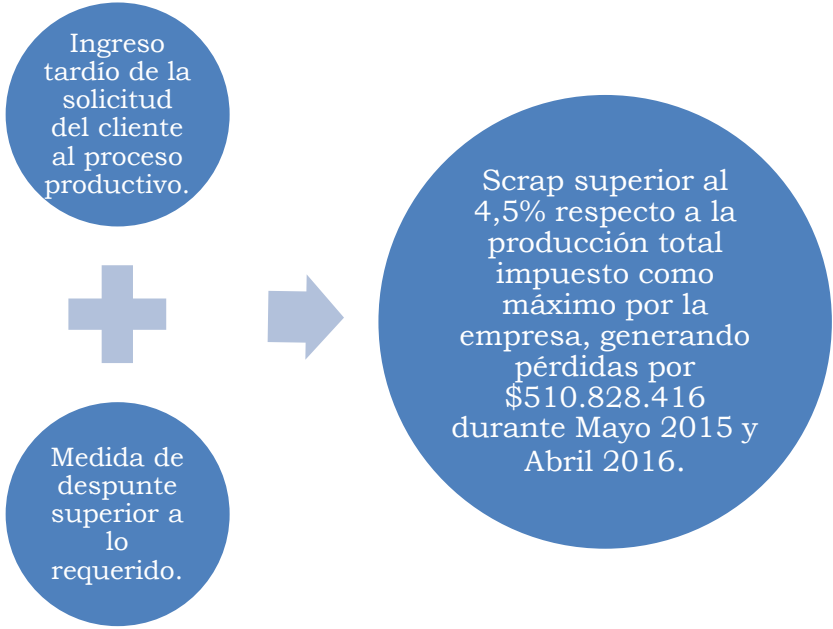 Ingreso
tardío de la
solicitud
del cliente
al proceso
productivo.
Medida de
despunte
superior a
lo
requerido.
Scrap superior al
4,5% respecto a la
producción total
impuesto como
máximo por la
empresa, generando
pérdidas por
$510.828.416
durante Mayo 2015 y
Abril 2016.